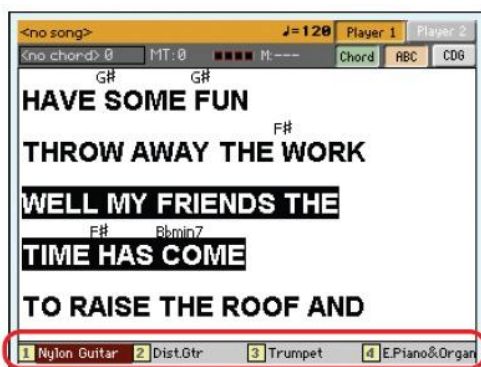 <no song> ♩=120 Player 1 Player 2
<no chord> 0 MT:0 M:--- Chord ABC CDG
G# G#
HAVE SOME FUN
F#
THROW AWAY THE WORK
WELL MY FRIENDS THE
F# Bbmin7
TIME HAS COME
TO RAISE THE ROOF AND
1 Nylon Guitar 2 Dist.Gtr 3 Trumpet 4 E.Piano&Organ